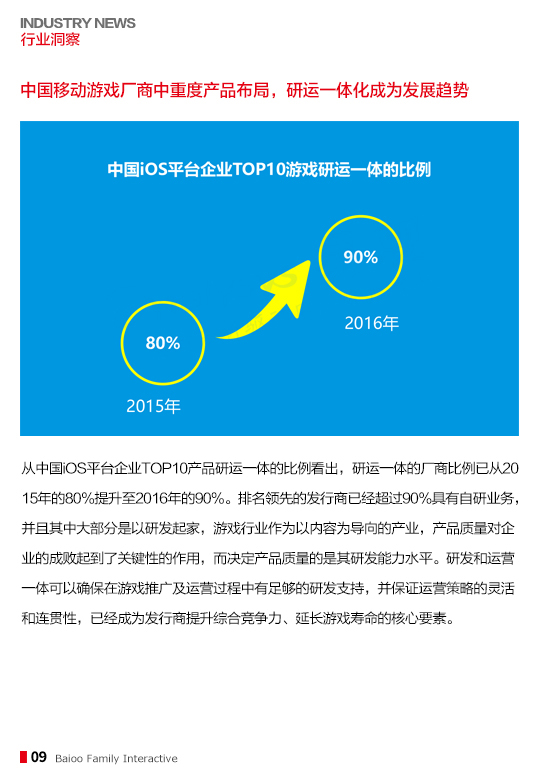 INDUSTRY NEWS
行业洞察
中国移动游戏厂商中重度产品布局，研运一体化成为发展趋势
中国iOS平台企业TOP10游戏研运一体的比例
90%
2016年
80%
2015年
从中国iOS平台企业TOP10产品研运一体的比例看出，研运一体的厂商比例已从20
15年的80%提升至2016年的90%。排名领先的发行商已经超过90%具有自研业务，
并且其中大部分是以研发起家，游戏行业作为以内容为导向的产业，产品质量对企
业的成败起到了关键性的作用，而决定产品质量的是其研发能力水平。研发和运营
一体可以确保在游戏推广及运营过程中有足够的研发支持，并保证运营策略的灵活
和连贯性，已经成为发行商提升综合竞争力、延长游戏寿命的核心要素。
09 Baioo Family Interactive